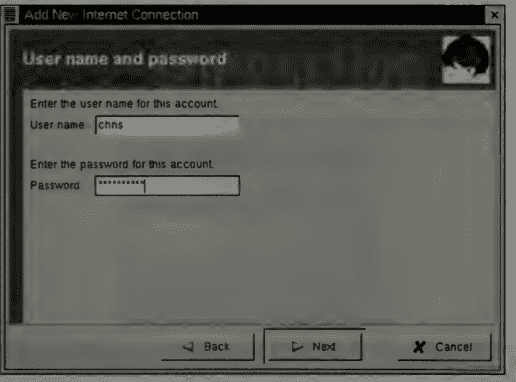 Add New Internet Connection
User name and password
Enter the user name for this account.
User name
chns
Enter the password for this account.
Password
**********
Back
Next
Cancel